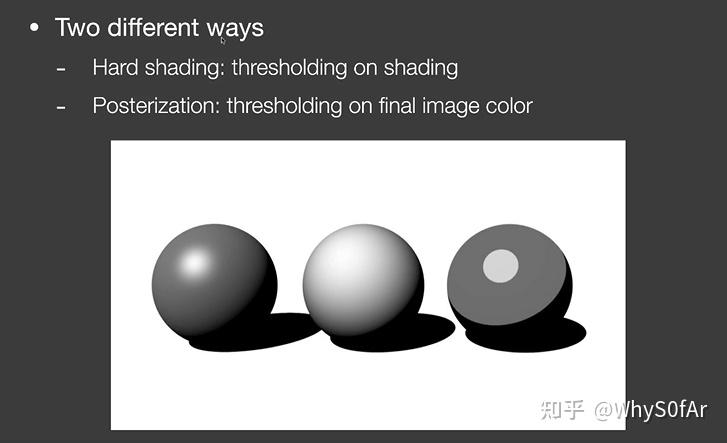 • Two different ways
- Hard shading: thresholding on shading
- Posterization: thresholding on final image color
知乎 @WhyS0fAr